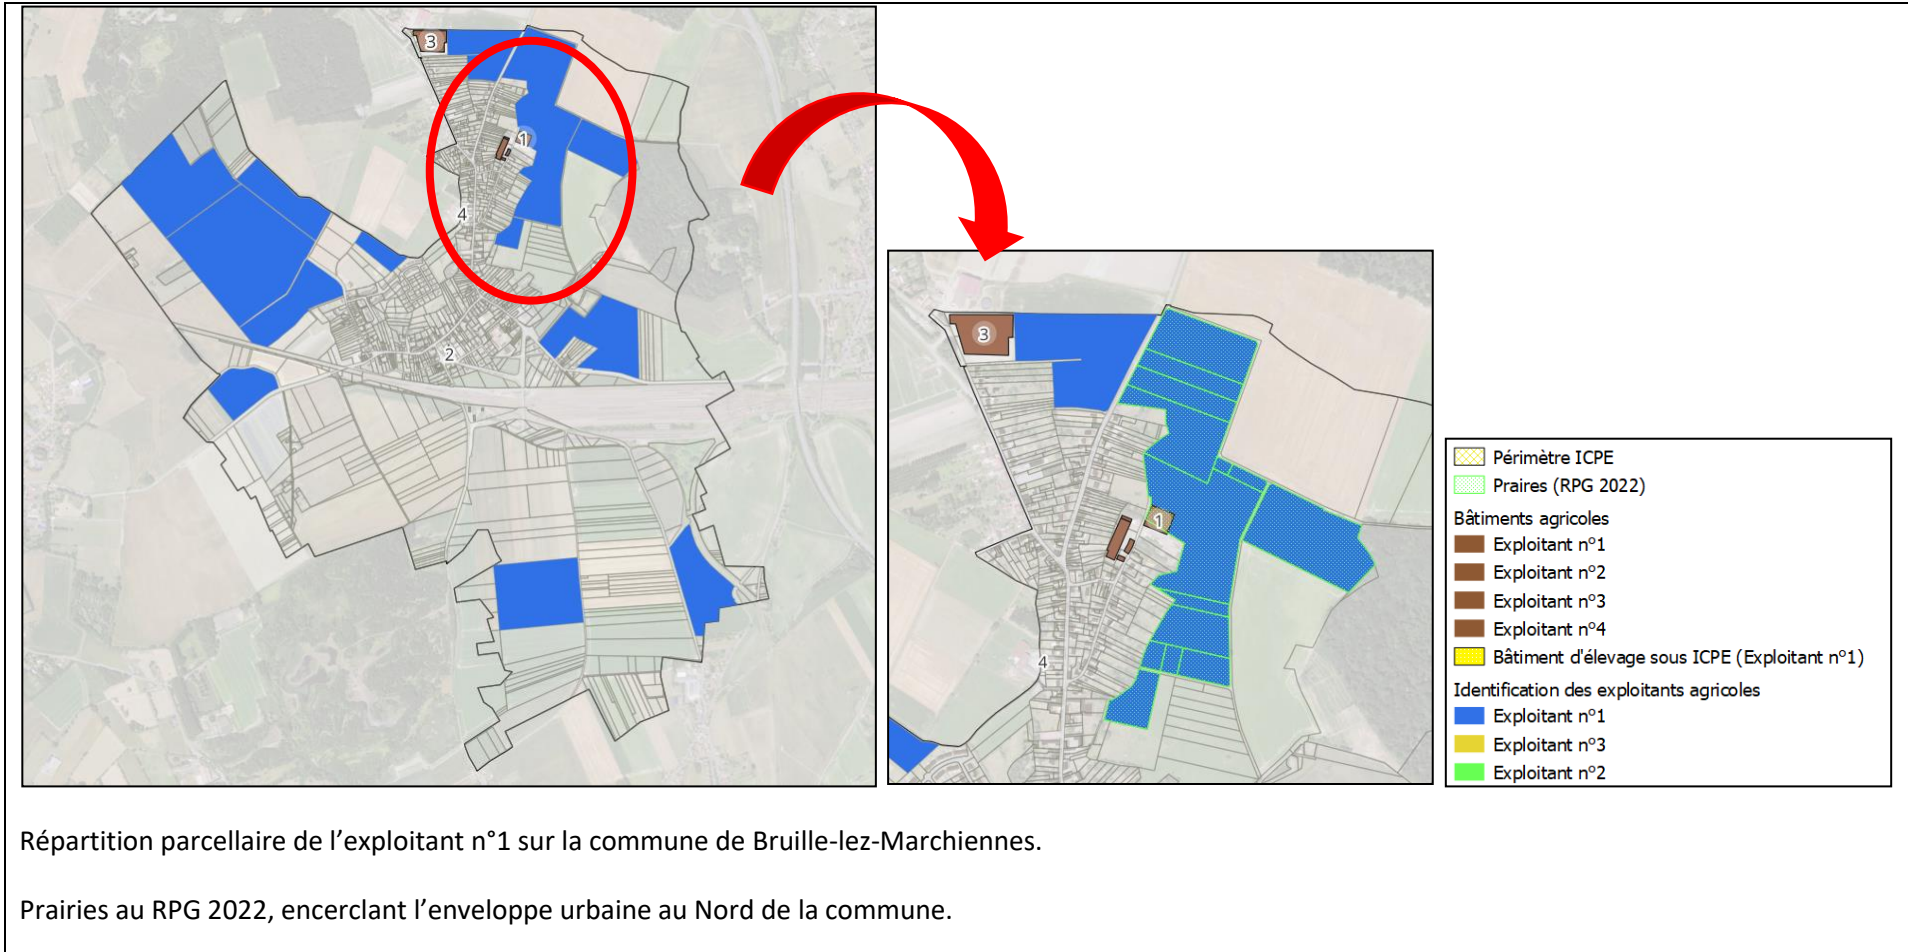 3
1
4
2
3
1
4
Périmètre ICPE
Praires (RPG 2022)
Bâtiments agricoles
Exploitant n°1
Exploitant n°2
Exploitant n°3
Exploitant n°4
Bâtiment d'élevage sous ICPE (Exploitant n°1)
Identification des exploitants agricoles
Exploitant n°1
Exploitant n°3
Exploitant n°2
Répartition parcellaire de l’exploitant n°1 sur la commune de Bruille-lez-Marchiennes.
Prairies au RPG 2022, encerclant l’enveloppe urbaine au Nord de la commune.